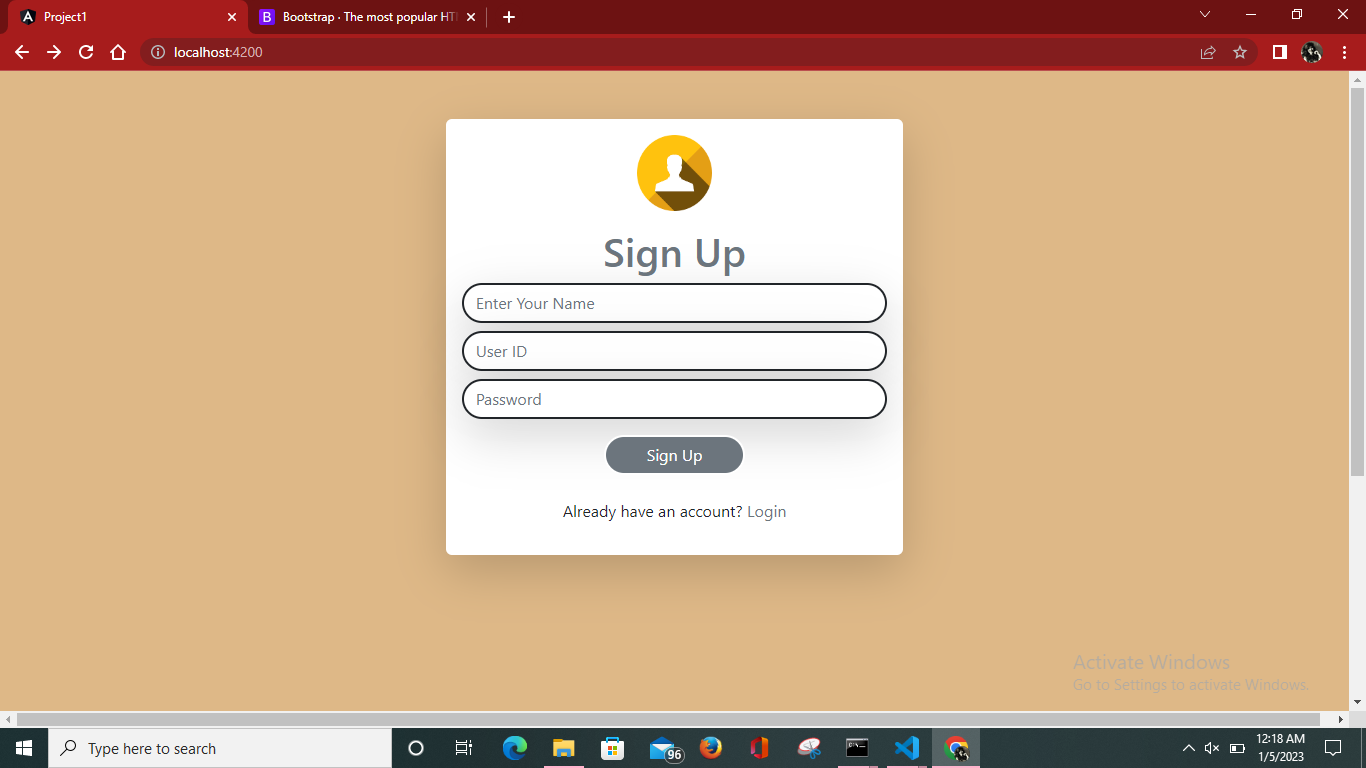 Project1
Bootstrap · The most popular HT
localhost:4200
Sign Up
Enter Your Name
User ID
Password
Sign Up
Already have an account? Login
Activate Windows
Go to Settings to activate Windows.
Type here to search
96
12:18 AM
1/5/2023